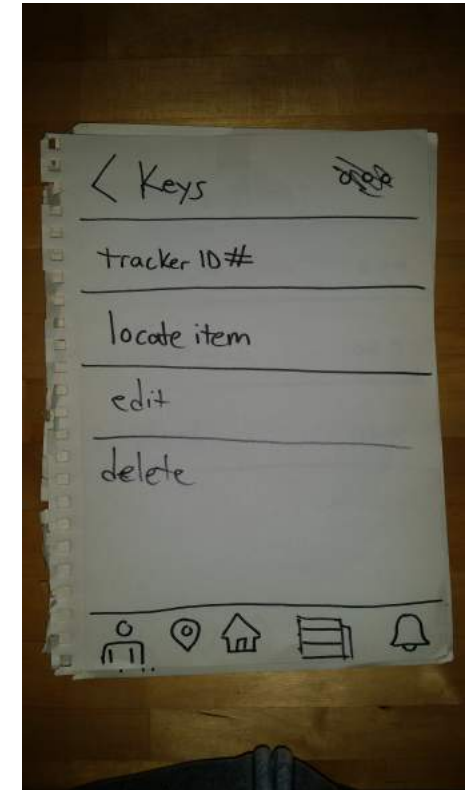 < Keys
tracker ID#
locate item
edit
delete